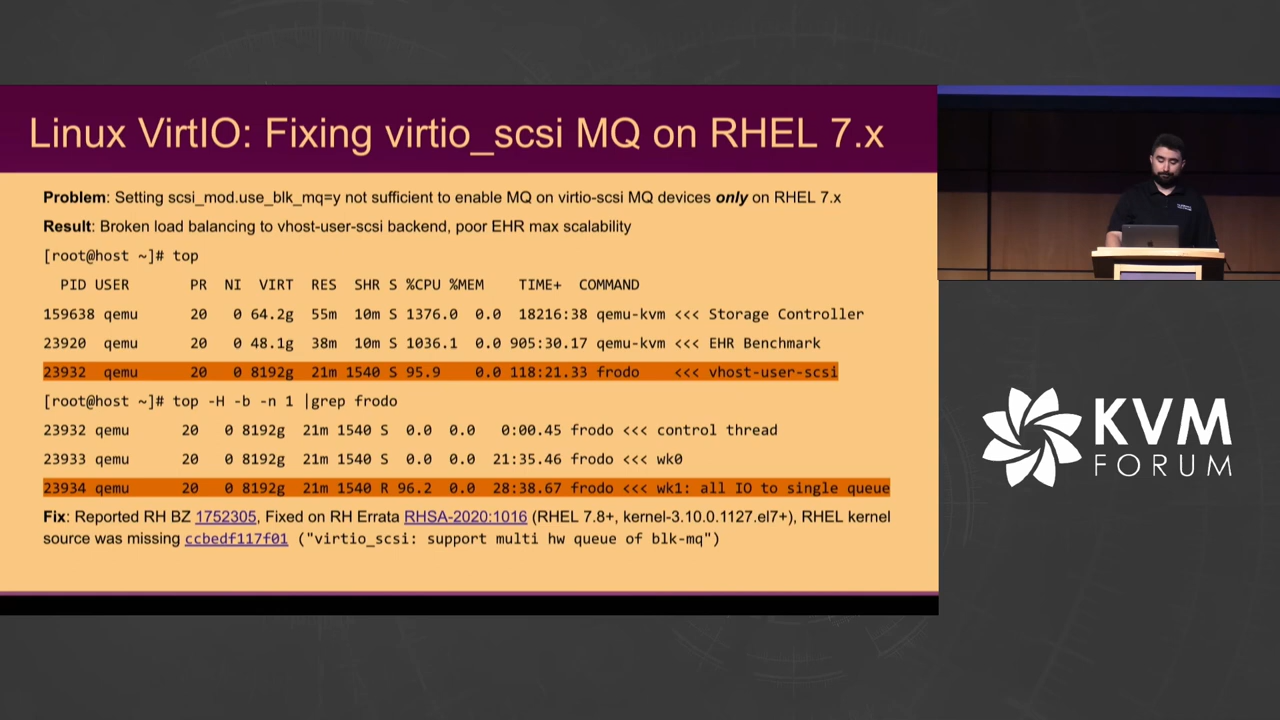 Linux VirtIO: Fixing virtio_scsi MQ on RHEL 7.x
Problem: Setting scsi_mod.use_blk_mq=y not sufficient to enable MQ on virtio-scsi MQ devices only on RHEL 7.x
Result: Broken load balancing to vhost-user-scsi backend, poor EHR max scalability
[root@host ~]# top
PID USER PR NI VIRT RES SHR S %CPU %MEM TIME+ COMMAND
159638 qemu 20 0 64.2g 55m 10m S 1376.0 0.0 18216:38 qemu-kvm <<< Storage Controller
23920 qemu 20 0 48.1g 38m 10m S 1036.1 0.0 905:30.17 qemu-kvm <<< EHR Benchmark
23932 qemu 20 0 8192g 21m 1540 S 95.9 0.0 118:21.33 frodo <<< vhost-user-scsi
[root@host ~]# top -H -b -n 1 |grep frodo
23932 qemu 20 0 8192g 21m 1540 S 0.0 0.0 0:00.45 frodo <<< control thread
23933 qemu 20 0 8192g 21m 1540 S 0.0 0.0 21:35.46 frodo <<< wk0
23934 qemu 20 0 8192g 21m 1540 R 96.2 0.0 28:38.67 frodo <<< wk1: all IO to single queue
Fix: Reported RH BZ 1752305, Fixed on RH Errata RHSA-2020:1016 (RHEL 7.8+, kernel-3.10.0.1127.el7+), RHEL kernel
source was missing ccbedf117f01 ("virtio_scsi: support multi hw queue of blk-mq")
KVM
FORUM